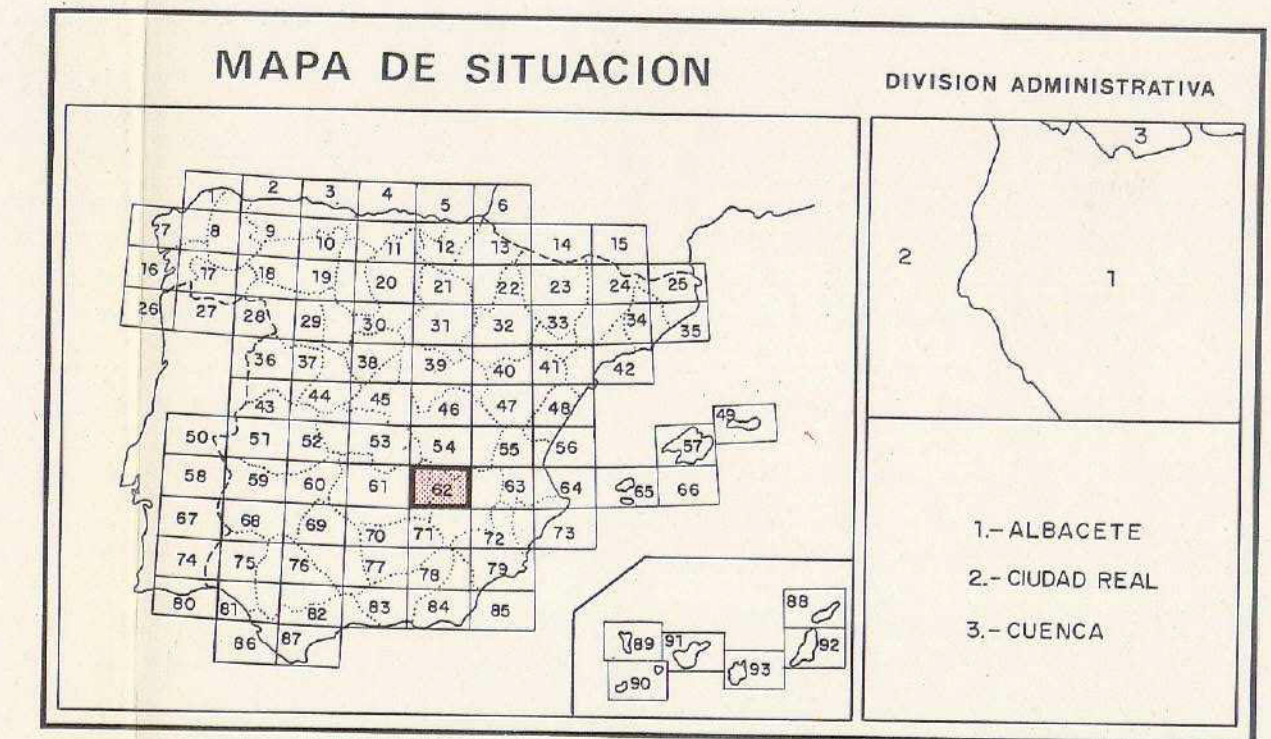 MAPA DE SITUACION
DIVISION ADMINISTRATIVA
1 2 3 4 5 6
7 8 9 10 11 12 13 14 15
16 17 18 19 20 21 22 23 24 25
26 27 28 29 30 31 32 33 34 35
36 37 38 39 40 41 42
43 44 45 46 47 48 49
50 51 52 53 54 55 56 57
58 59 60 61 62 63 64 65 66
67 68 69 70 71 72 73
74 75 76 77 78 79
80 81 82 83 84 85
86 87
88
89 91 92
90 93
3
2
1
1.- ALBACETE
2.- CIUDAD REAL
3.- CUENCA